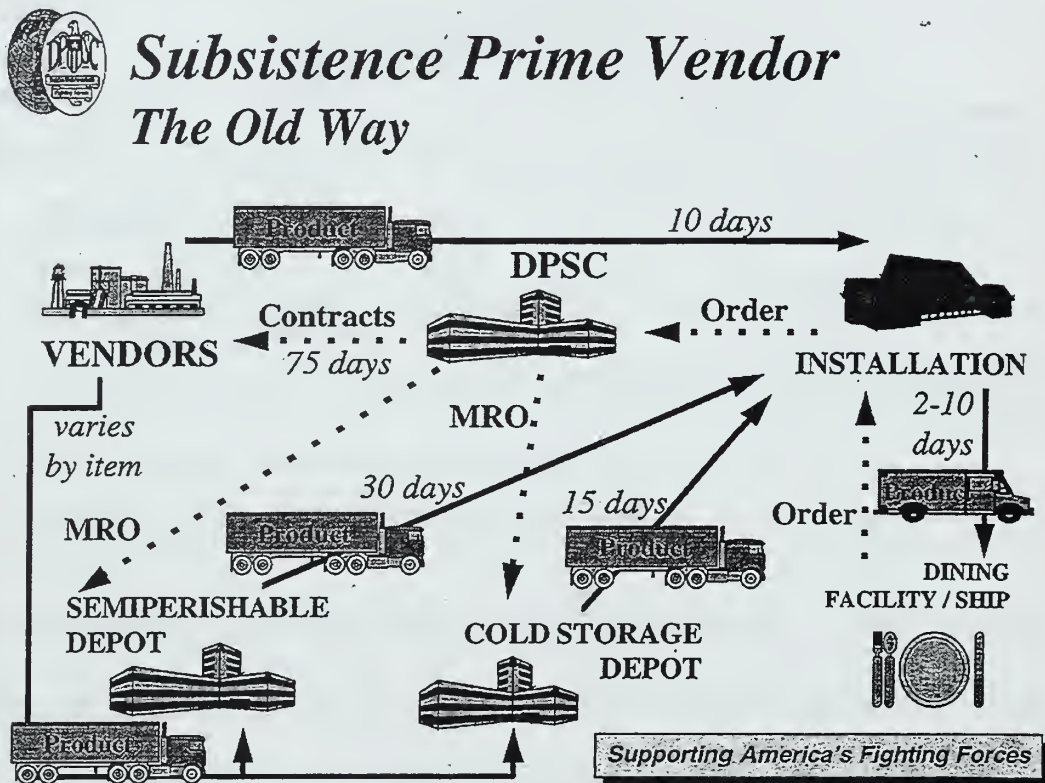 Subsistence Prime Vendor
The Old Way
Product
10 days
DPSC
Contracts
75 days
Order
VENDORS
INSTALLATION
varies
by item
MRO
2-10
days
30 days
15 days
Product
MRO
Order
Product
Product
DINING
FACILITY / SHIP
SEMIPERISHABLE
DEPOT
COLD STORAGE
DEPOT
Product
Supporting America's Fighting Forces